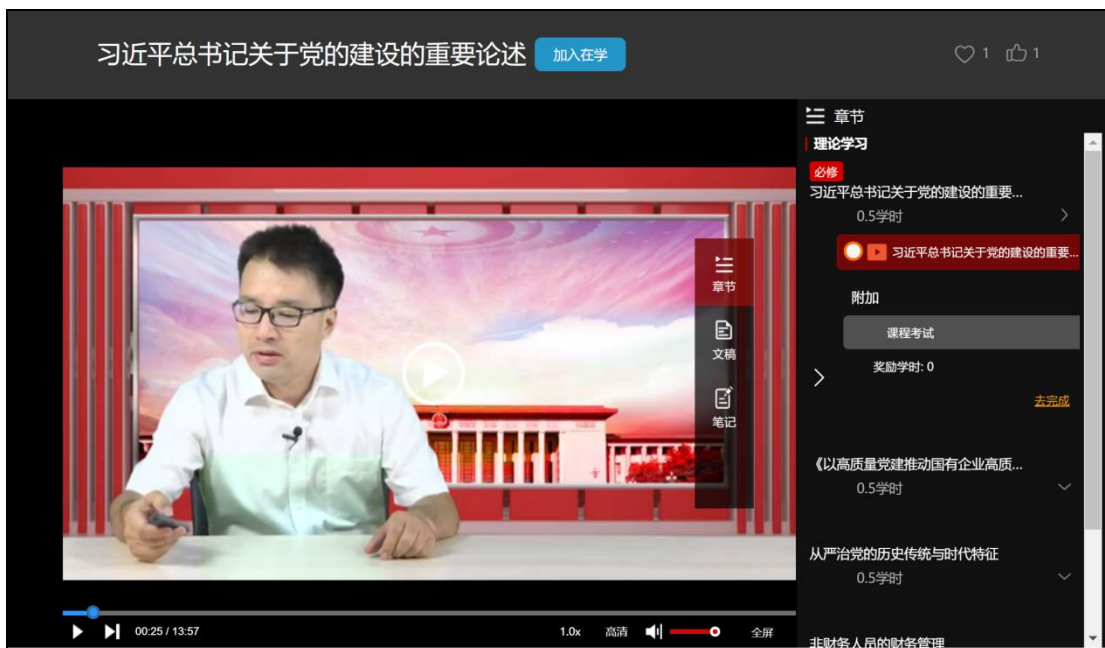 习近平总书记关于党的建设的重要论述
加入在学
1
1
章节
理论学习
必修
习近平总书记关于党的建设的重要...
0.5学时
习近平总书记关于党的建设的重要...
附加
课程考试
奖励学时: 0
去完成
《以高质量党建推动国有企业高质...
0.5学时
从严治党的历史传统与时代特征
0.5学时
非财务人员的财务管理
章节
文稿
笔记
00:25 / 13:57
1.0x
高清
全屏